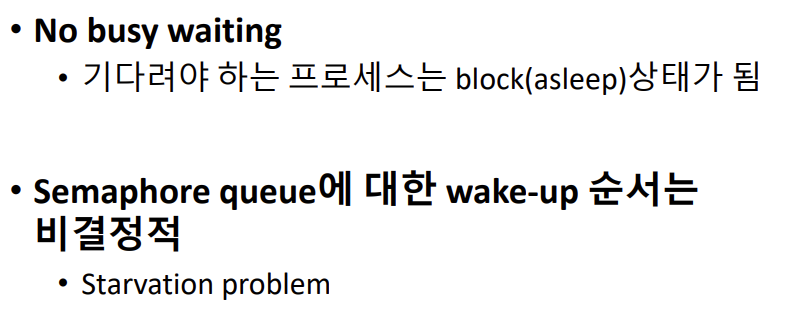 • No busy waiting
• 기다려야 하는 프로세스는 block(asleep)상태가 됨
• Semaphore queue에 대한 wake-up 순서는
비결정적
• Starvation problem